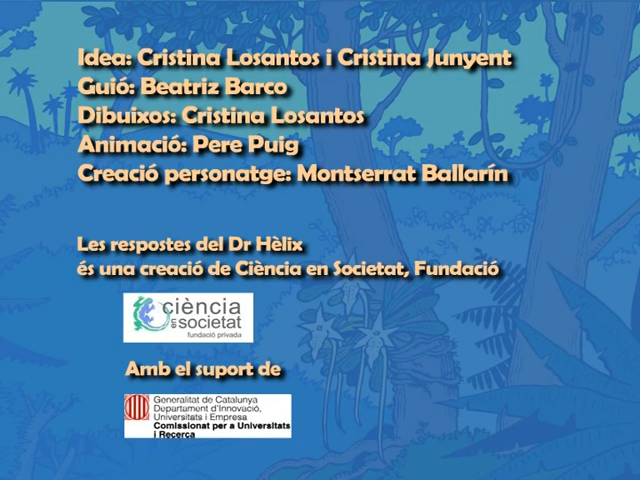 Idea: Cristina Losantos i Cristina Junyent
Guió: Beatriz Barco
Dibuixos: Cristina Losantos
Animació: Pere Puig
Creació personatge: Montserrat Ballarín
Les respostes del Dr Hèlix
és una creació de Ciència en Societat, Fundació
ciència
en societat
fundació privada
Amb el suport de
Generalitat de Catalunya
Departament d'Innovació,
Universitats i Empresa
Comissionat per a Universitats
i Recerca